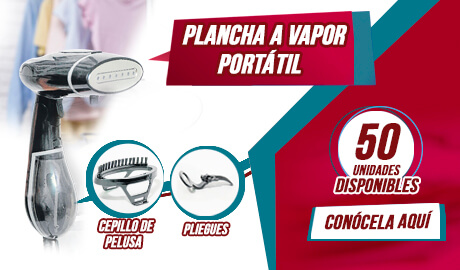 PLANCHA A VAPOR
PORTÁTIL
50
UNIDADES
DISPONIBLES
CONÓCELA AQUÍ
CEPILLO DE
PELUSA
PLIEGUES